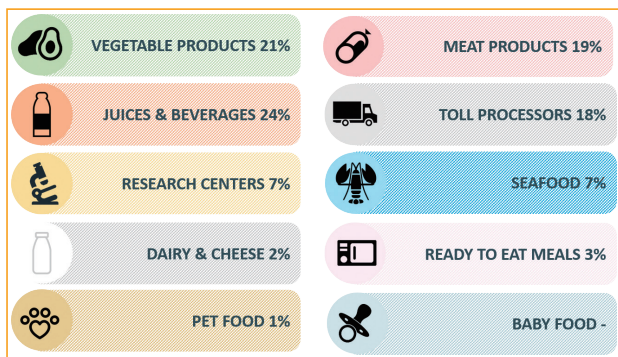 VEGETABLE PRODUCTS 21%
MEAT PRODUCTS 19%
JUICES & BEVERAGES 24%
TOLL PROCESSORS 18%
RESEARCH CENTERS 7%
SEAFOOD 7%
DAIRY & CHEESE 2%
READY TO EAT MEALS 3%
PET FOOD 1%
BABY FOOD -